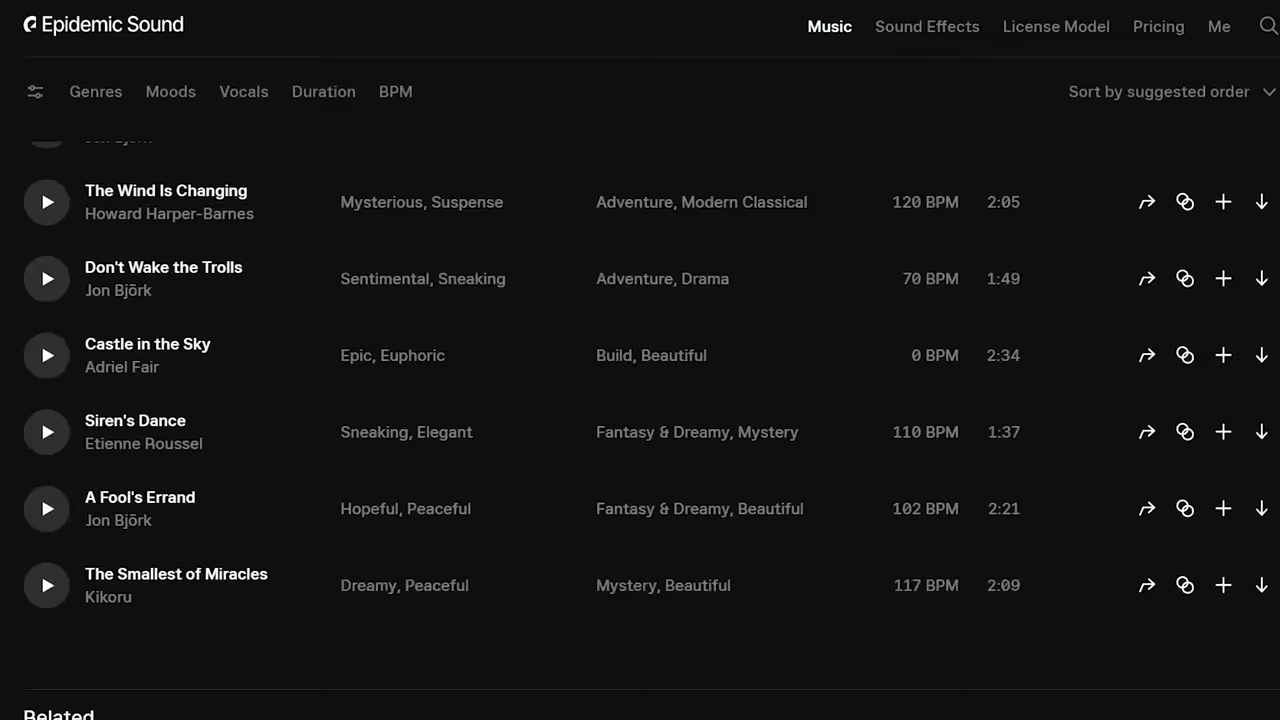 Epidemic Sound
Music Sound Effects License Model Pricing Me
Genres Moods Vocals Duration BPM Sort by suggested order
The Wind Is Changing
Howard Harper-Barnes
Mysterious, Suspense Adventure, Modern Classical 120 BPM 2:05
Don't Wake the Trolls
Jon Björk
Sentimental, Sneaking Adventure, Drama 70 BPM 1:49
Castle in the Sky
Adriel Fair
Epic, Euphoric Build, Beautiful 0 BPM 2:34
Siren's Dance
Etienne Roussel
Sneaking, Elegant Fantasy & Dreamy, Mystery 110 BPM 1:37
A Fool's Errand
Jon Björk
Hopeful, Peaceful Fantasy & Dreamy, Beautiful 102 BPM 2:21
The Smallest of Miracles
Kikoru
Dreamy, Peaceful Mystery, Beautiful 117 BPM 2:09
Related